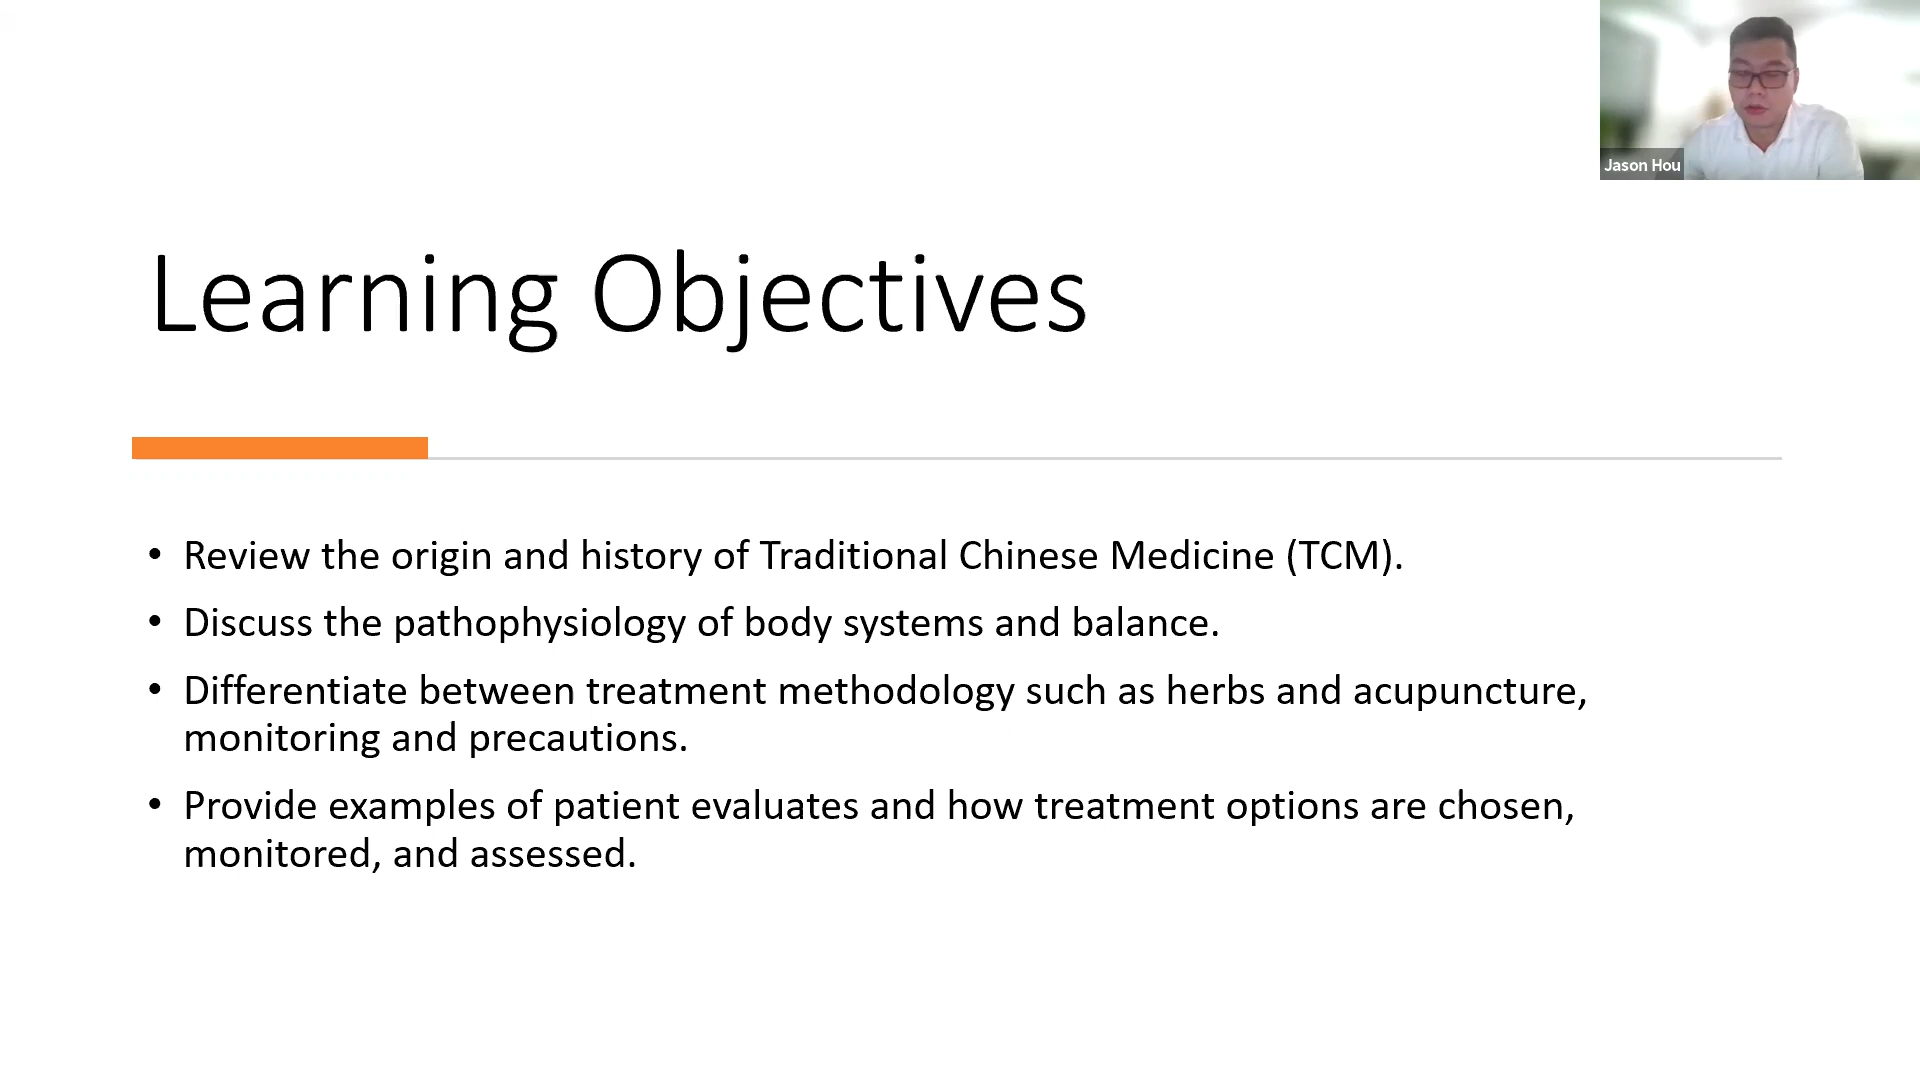 Jason Hou
Learning Objectives
• Review the origin and history of Traditional Chinese Medicine (TCM).
• Discuss the pathophysiology of body systems and balance.
• Differentiate between treatment methodology such as herbs and acupuncture,
monitoring and precautions.
• Provide examples of patient evaluates and how treatment options are chosen,
monitored, and assessed.